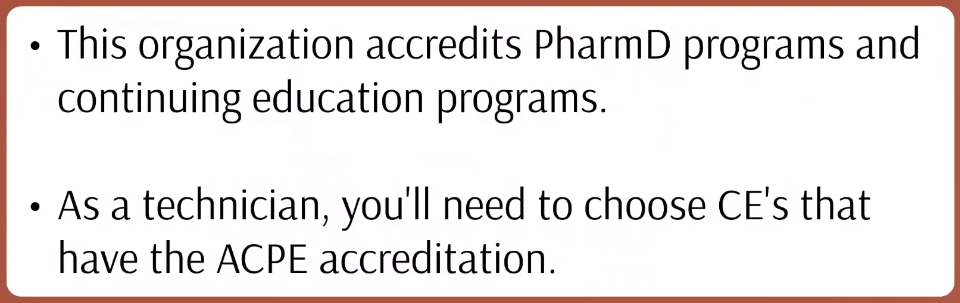 • This organization accredits PharmD programs and
continuing education programs.
• As a technician, you'll need to choose CE's that
have the ACPE accreditation.